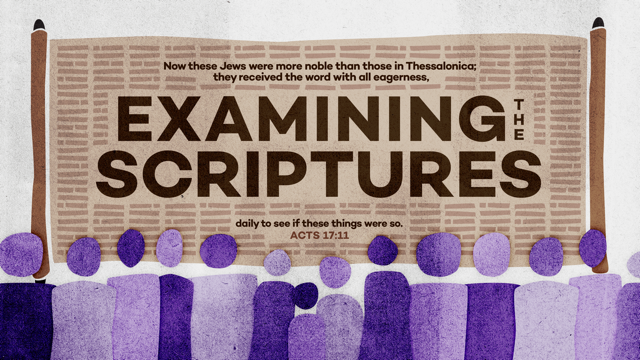 Now these Jews were more noble than those in Thessalonica;
they received the word with all eagerness,
EXAMINING THE
SCRIPTURES
daily to see if these things were so.
ACTS 17:11